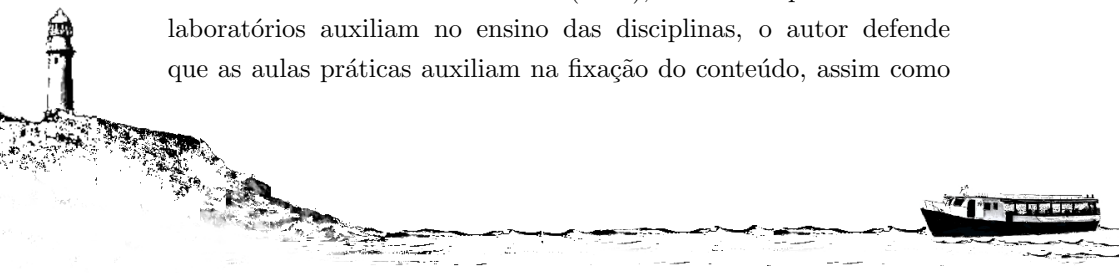 laboratórios auxiliam no ensino das disciplinas, o autor defende
que as aulas práticas auxiliam na fixação do conteúdo, assim como